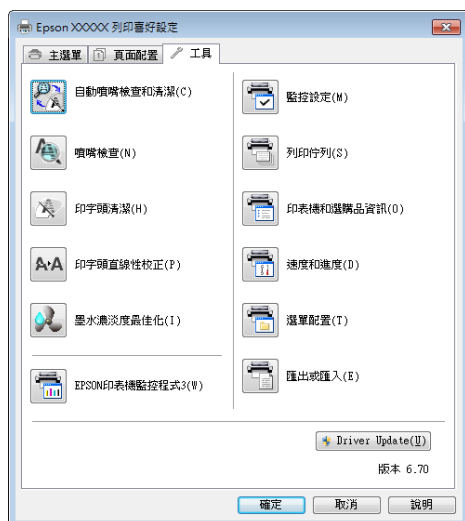 Epson XXXXX 列印喜好設定
主選單 頁面配置 工具
自動噴嘴檢查和清潔(C)
噴嘴檢查(N)
印字頭清潔(H)
印字頭直線性校正(P)
墨水濃淡度最佳化(I)
EPSON印表機監控程式3(W)
監控設定(M)
列印佇列(S)
印表機和選購品資訊(O)
速度和進度(D)
選單配置(T)
匯出或匯入(E)
Driver Update(U)
版本 6.70
確定 取消 說明